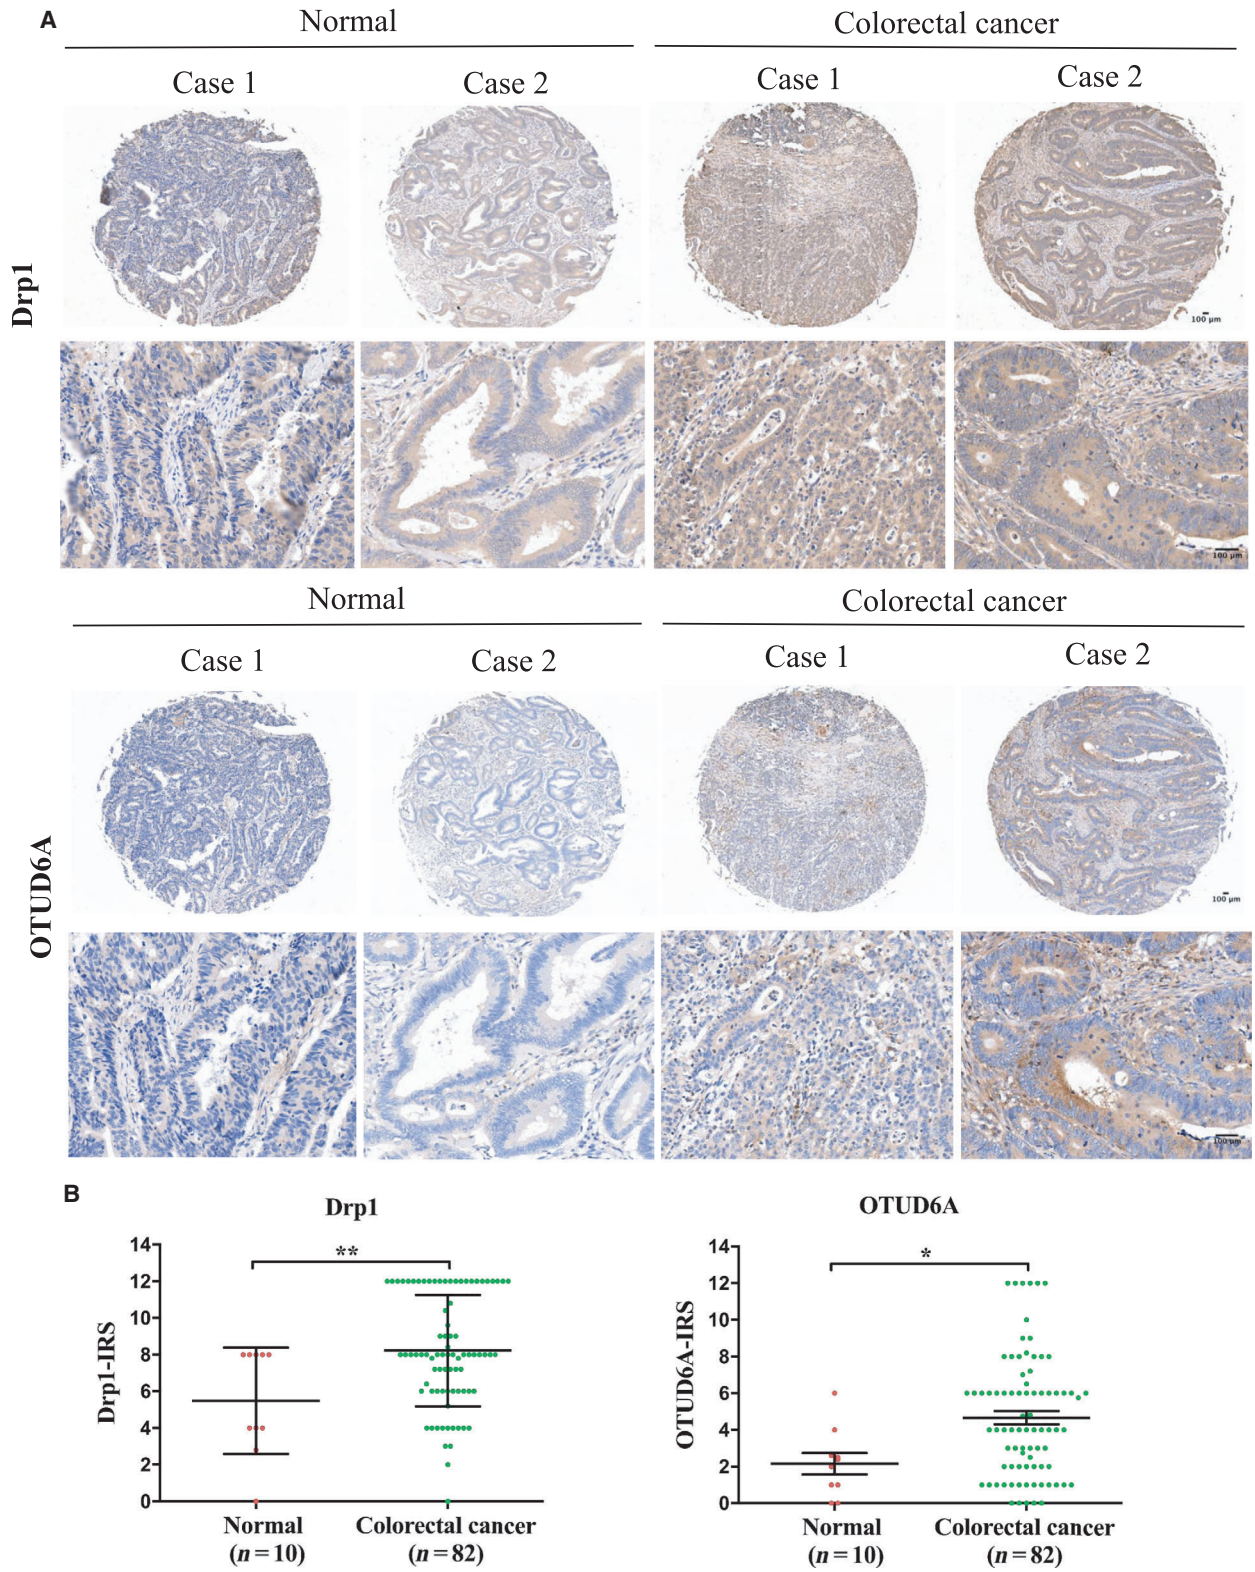 A
Normal
Colorectal cancer
Case 1
Case 2
Case 1
Case 2
Drp1
100 μm
100 μm
Normal
Colorectal cancer
Case 1
Case 2
Case 1
Case 2
OTUD6A
100 μm
100 μm
B
Drp1
Drp1-IRS
14
12
10
8
6
4
2
0
**
Normal
(n=10)
Colorectal cancer
(n=82)
OTUD6A
OTUD6A-IRS
14
12
10
8
6
4
2
0
*
Normal
(n=10)
Colorectal cancer
(n=82)